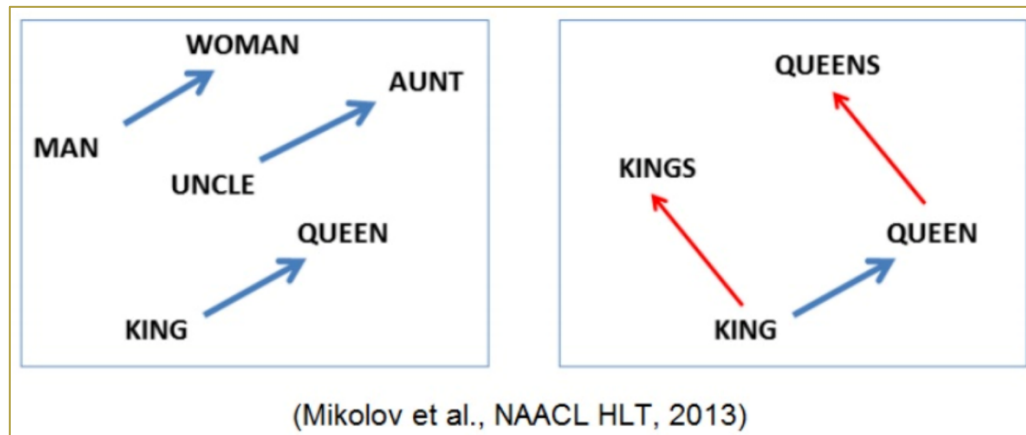 WOMAN
AUNT
MAN
UNCLE
QUEEN
KING
QUEENS
KINGS
QUEEN
KING
(Mikolov et al., NAACL HLT, 2013)